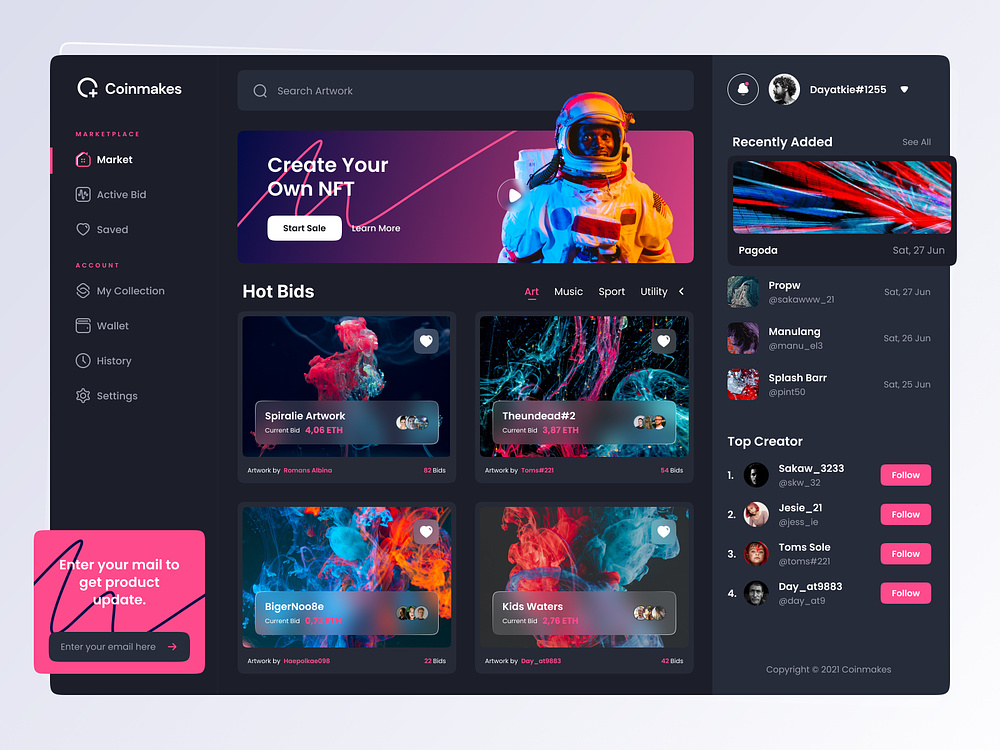 Coinmakes
MARKETPLACE
Market
Active Bid
Saved
ACCOUNT
My Collection
Wallet
History
Settings
Enter your mail to
get product
update.
Enter your email here
Search Artwork
Create Your
Own NFT
Start Sale
Learn More
Hot Bids
Art Music Sport Utility
Spiralie Artwork
Current Bid 4,06 ETH
Artwork by Romans Albina 82 Bids
Theundead#2
Current Bid 3,87 ETH
Artwork by Toms#221 54 Bids
BigerNoo8e
Current Bid 0,72 ETH
Artwork by Haepolkae098 22 Bids
Kids Waters
Current Bid 2,76 ETH
Artwork by Day_at9883 42 Bids
Dayatkie#1255
Recently Added See All
Pagoda Sat, 27 Jun
Propw
@sakawww_21
Sat, 27 Jun
Manulang
@manu_el3
Sat, 26 Jun
Splash Barr
@pint50
Sat, 25 Jun
Top Creator
1. Sakaw_3233
@skw_32
Follow
2. Jesie_21
@jess_ie
Follow
3. Toms Sole
@toms#221
Follow
4. Day_at9883
@day_at9
Follow
Copyright © 2021 Coinmakes